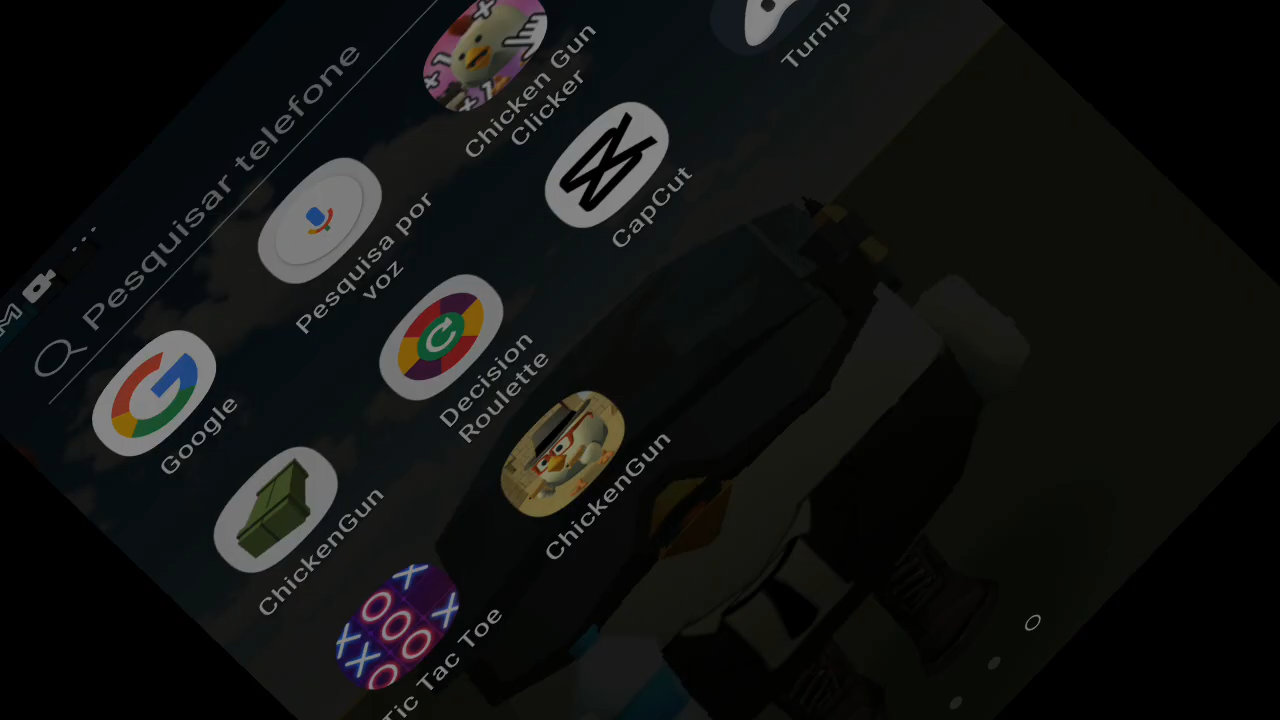 Pesquisar telefone
Google
Pesquisa por
voz
Chicken Gun
Clicker
Turnip
ChickenGun
Decision
Roulette
CapCut
Tic Tac Toe
ChickenGun